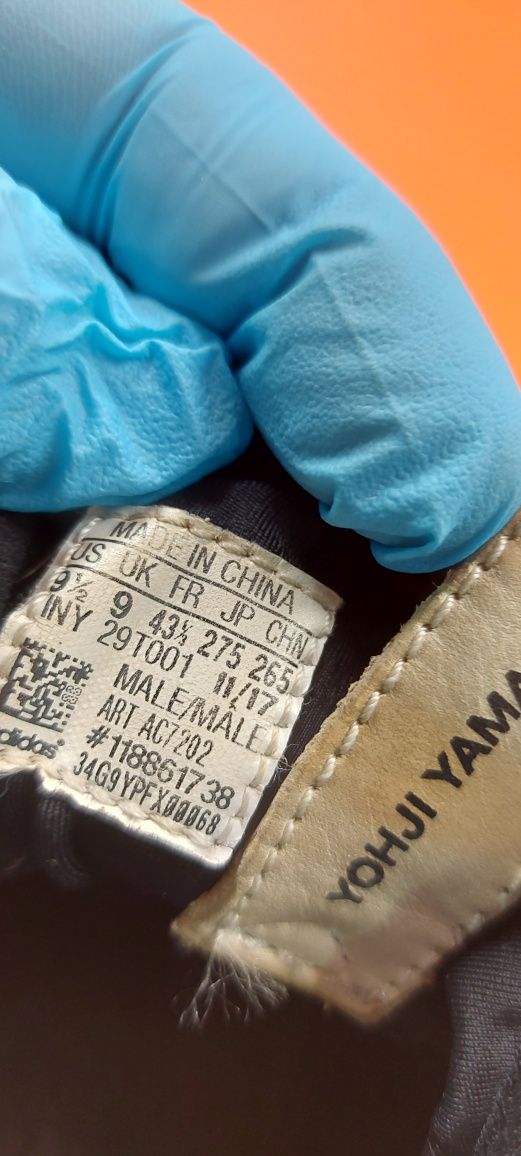 MADE IN CHINA
US UK FR JP CHN
9½ 9 43⅓ 275 265
INY 29T001 11/17
MALE/MALE
ART AC7202
#118861738
34G9YPFX00068
adidas
YOHJI YAMA